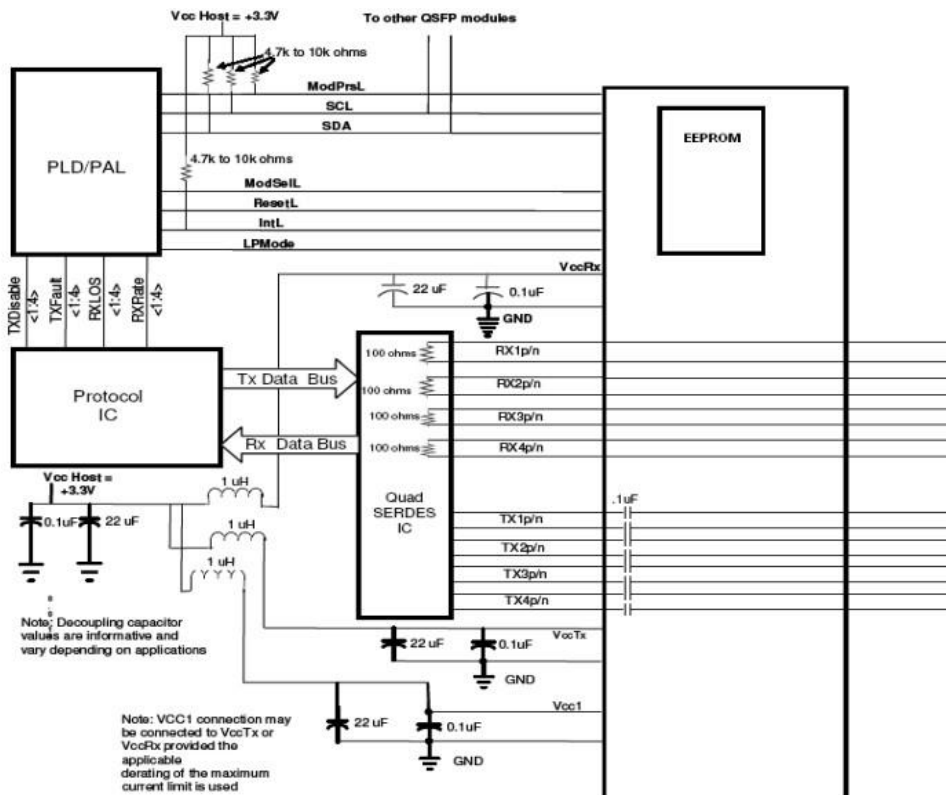 Vcc Host = +3.3V
To other QSFP modules
4.7k to 10k ohms
ModPrsL
SCL
SDA
EEPROM
PLD/PAL
4.7k to 10k ohms
ModSelL
ResetL
IntL
LPMode
VccRx
TXDisable
<1:4>
TXFault
<1:4>
RXLOS
<1:4>
RXRate
<1:4>
22 uF
0.1uF
GND
100 ohms
RX1p/n
Tx Data Bus
100 ohms
RX2p/n
Protocol
IC
100 ohms
RX3p/n
Rx Data Bus
100 ohms
RX4p/n
Vcc Host =
+3.3V
1 uH
Quad
SERDES
IC
.1uF
0.1uF
22 uF
1 uH
TX1p/n
TX2p/n
1 uH
TX3p/n
TX4p/n
Note: Decoupling capacitor
values are informative and
vary depending on applications
22 uF
0.1uF
VccTx
GND
Vcc1
Note: VCC1 connection may
be connected to VccTx or
VccRx provided the
applicable
derating of the maximum
current limit is used
22 uF
0.1uF
GND